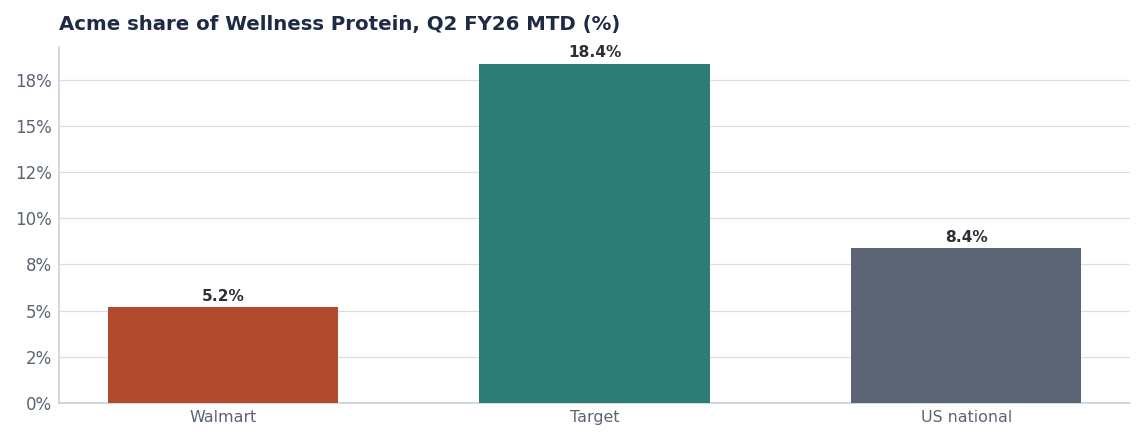 Acme share of Wellness Protein, Q2 FY26 MTD (%)
18.4%
18%
15%
12%
10%
8.4%
8%
5.2%
5%
2%
0%
Walmart
Target
US national